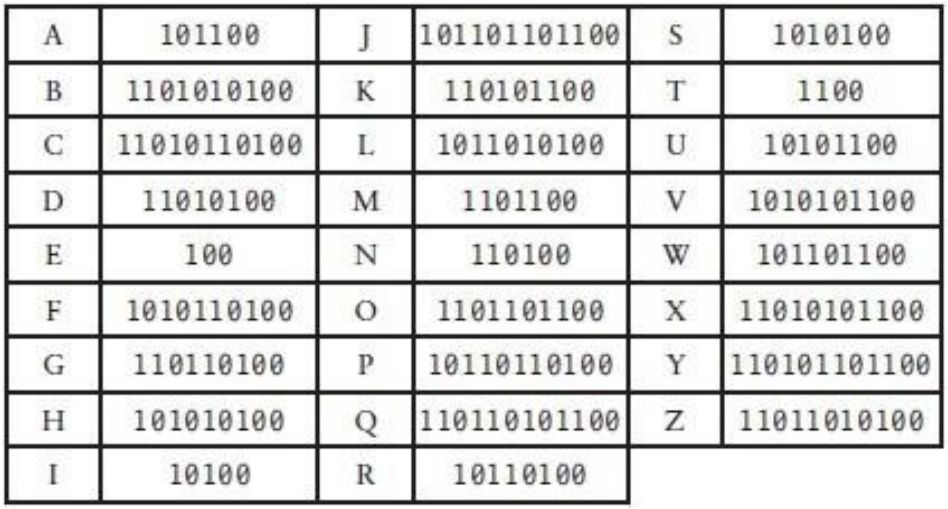 A 101100 J 101101101100 S 1010100
B 1101010100 K 110101100 T 1100
C 11010110100 L 1011010100 U 10101100
D 11010100 M 1101100 V 1010101100
E 100 N 110100 W 101101100
F 1010110100 O 1101101100 X 11010101100
G 110110100 P 10110110100 Y 110101101100
H 101010100 Q 110110101100 Z 11011010100
I 10100 R 10110100